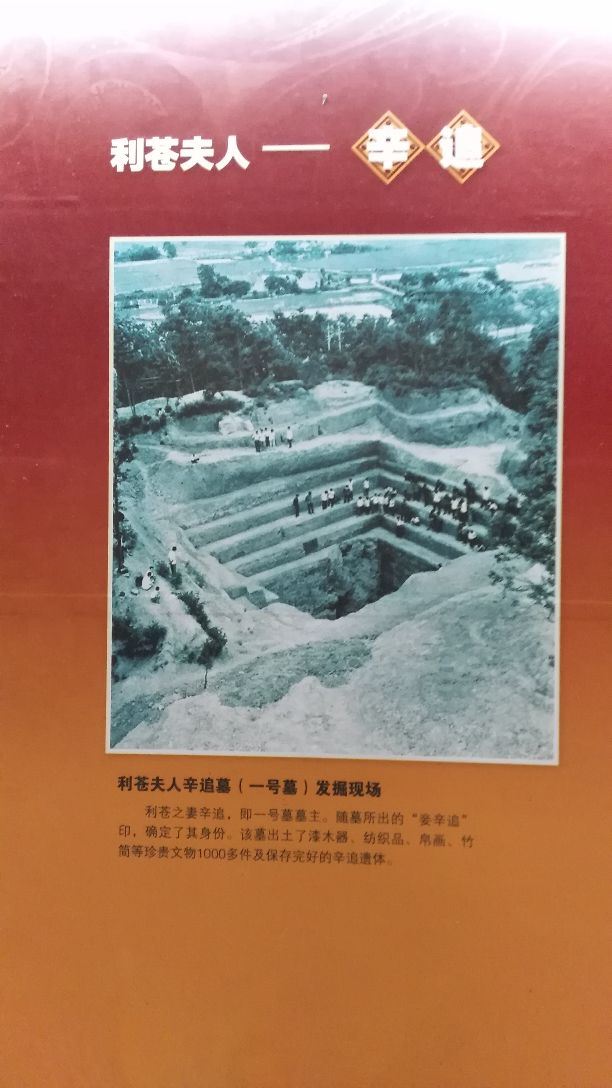 利苍夫人——辛追
利苍夫人辛追墓（一号墓）发掘现场
利苍之妻辛追，即一号墓墓主。随墓所出的“妾辛追”
印，确定了其身份。该墓出土了漆木器、纺织品、帛画、竹
简等珍贵文物1000多件及保存完好的辛追遗体。